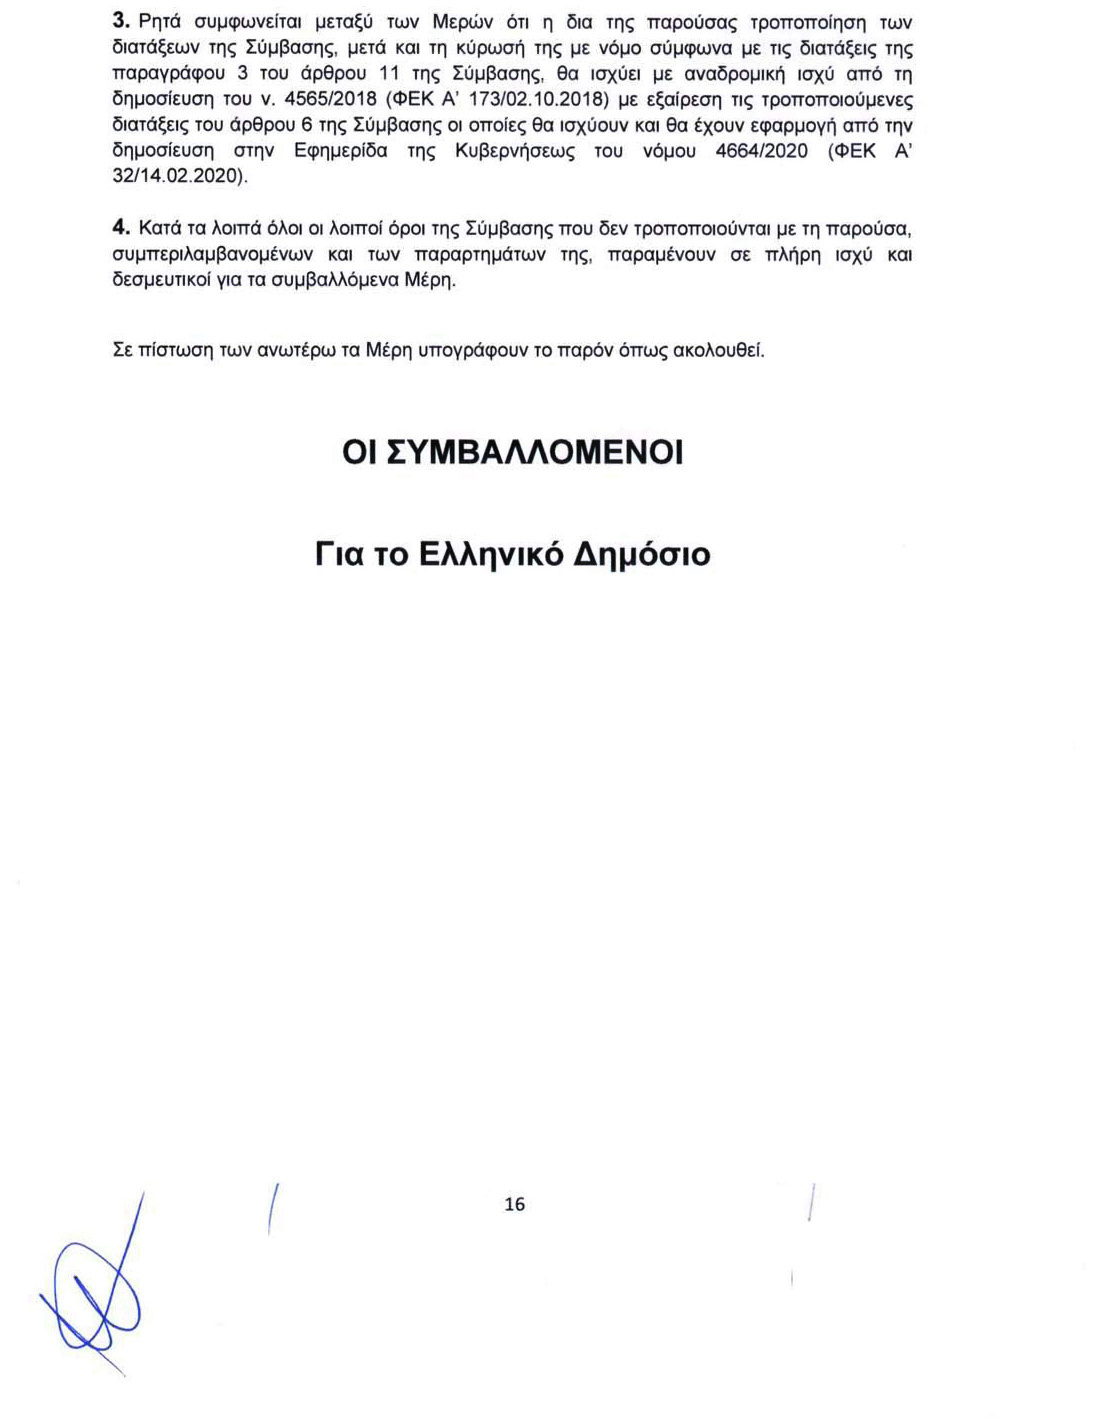 3. Ρητά συμφωνείται μεταξύ των Μερών ότι η δια της παρούσας τροποποίηση των
διατάξεων της Σύμβασης, μετά και τη κύρωσή της με νόμο σύμφωνα με τις διατάξεις της
παραγράφου 3 του άρθρου 11 της Σύμβασης, θα ισχύει με αναδρομική ισχύ από τη
δημοσίευση του ν. 4565/2018 (ΦΕΚ Α' 173/02.10.2018) με εξαίρεση τις τροποποιούμενες
διατάξεις του άρθρου 6 της Σύμβασης οι οποίες θα ισχύουν και θα έχουν εφαρμογή από την
δημοσίευση στην Εφημερίδα της Κυβερνήσεως του νόμου 4664/2020 (ΦΕΚ Α'
32/14.02.2020).
4. Κατά τα λοιπά όλοι οι λοιποί όροι της Σύμβασης που δεν τροποποιούνται με τη παρούσα,
συμπεριλαμβανομένων και των παραρτημάτων της, παραμένουν σε πλήρη ισχύ και
δεσμευτικοί για τα συμβαλλόμενα Μέρη.
Σε πίστωση των ανωτέρω τα Μέρη υπογράφουν το παρόν όπως ακολουθεί.
ΟΙ ΣΥΜΒΑΛΛΟΜΕΝΟΙ
Για το Ελληνικό Δημόσιο
16